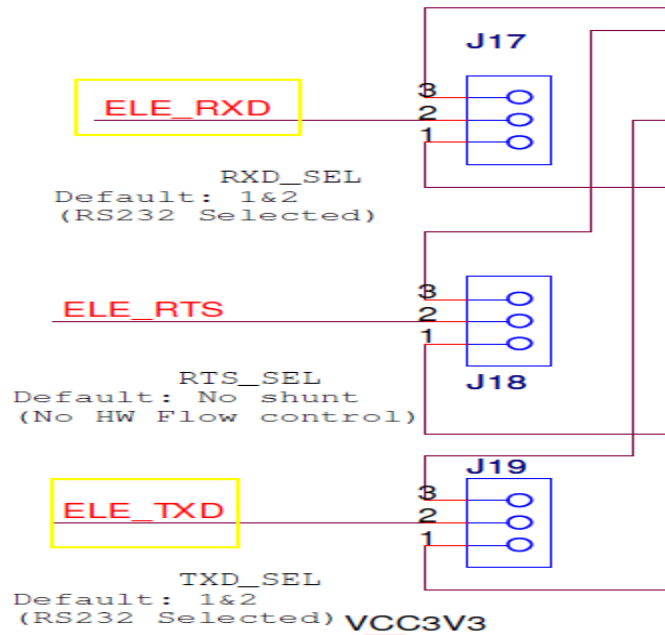 J17
3
ELE_RXD
2
1
RXD_SEL
Default: 1&2
(RS232 Selected)
3
ELE_RTS
2
1
RTS_SEL
Default: No shunt
(No HW Flow control)
J18
J19
3
ELE_TXD
2
1
TXD_SEL
Default: 1&2
(RS232 Selected)
VCC3V3